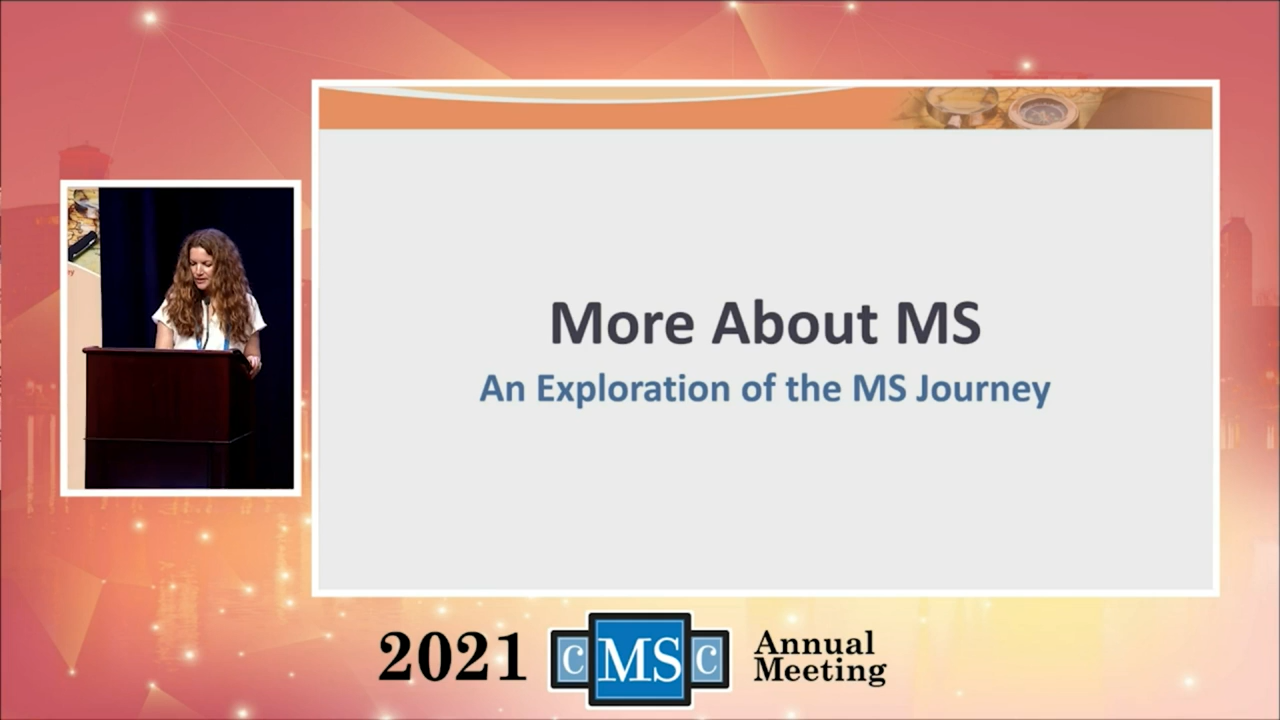 More About MS
An Exploration of the MS Journey
2021
CMSC
Annual
Meeting